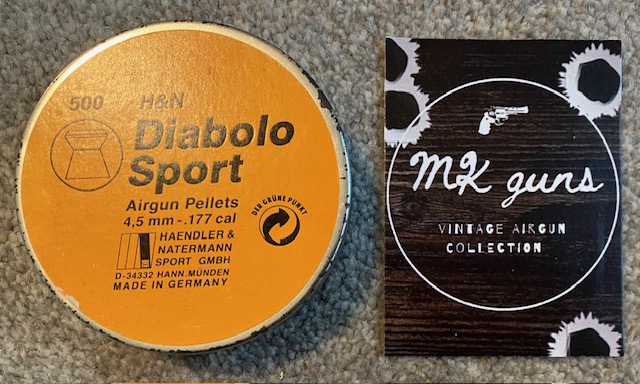 500 H&N
Diabolo
Sport
Airgun Pellets
4,5 mm-.177 cal
HAENDLER &
NATERMANN
SPORT GMBH
D-34332 HANN.MÜNDEN
MADE IN GERMANY
DER GRÜNE PUNKT
MK guns
VINTAGE AIRGUN
COLLECTION